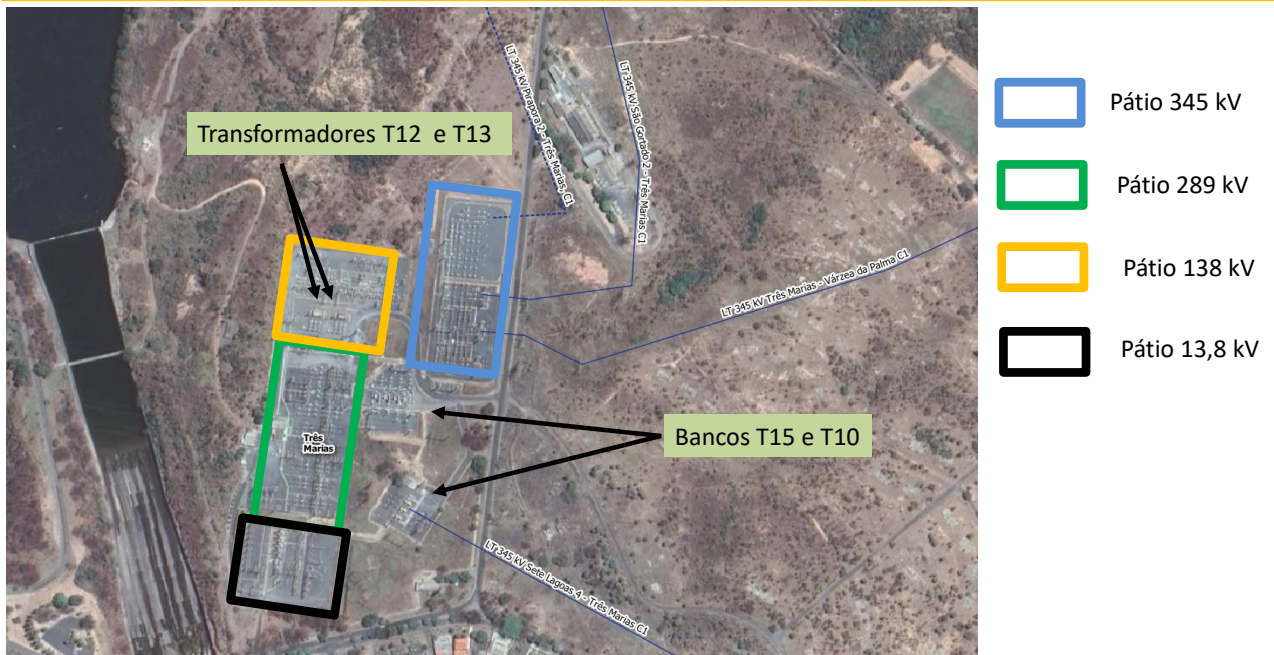 Transformadores T12 e T13
LT 345 kV Pirapora 2 - Três Marias, C1
LT 345 kV São Gortado 2 - Três Marias C1
LT 345 kV Três Marias - Várzea da Palma C1
Três
Marias
Bancos T15 e T10
LT 345 kV Sete Lagoas 4 - Três Marias C1
Pátio 345 kV
Pátio 289 kV
Pátio 138 kV
Pátio 13,8 kV